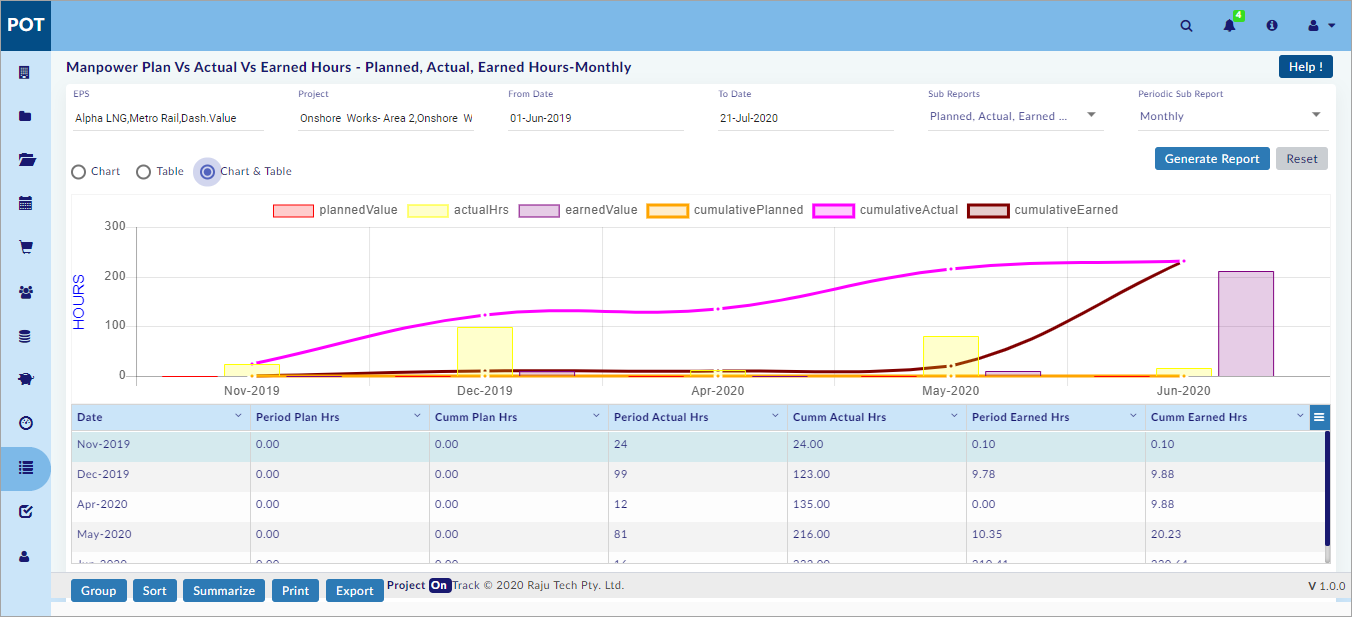 POT
4
Manpower Plan Vs Actual Vs Earned Hours - Planned, Actual, Earned Hours-Monthly
Help !
EPS Project From Date To Date Sub Reports Periodic Sub Report
Alpha LNG,Metro Rail,Dash.Value Onshore Works- Area 2,Onshore W 01-Jun-2019 21-Jul-2020 Planned, Actual, Earned ... Monthly
Generate Report Reset
Chart Table Chart & Table
plannedValue actualHrs earnedValue cumulativePlanned cumulativeActual cumulativeEarned
HOURS
300
200
100
0
Nov-2019 Dec-2019 Apr-2020 May-2020 Jun-2020
Date Period Plan Hrs Cumm Plan Hrs Period Actual Hrs Cumm Actual Hrs Period Earned Hrs Cumm Earned Hrs
Nov-2019 0.00 0.00 24 24.00 0.10 0.10
Dec-2019 0.00 0.00 99 123.00 9.78 9.88
Apr-2020 0.00 0.00 12 135.00 0.00 9.88
May-2020 0.00 0.00 81 216.00 10.35 20.23
Group Sort Summarize Print Export Project On Track © 2020 Raju Tech Pty. Ltd. V 1.0.0